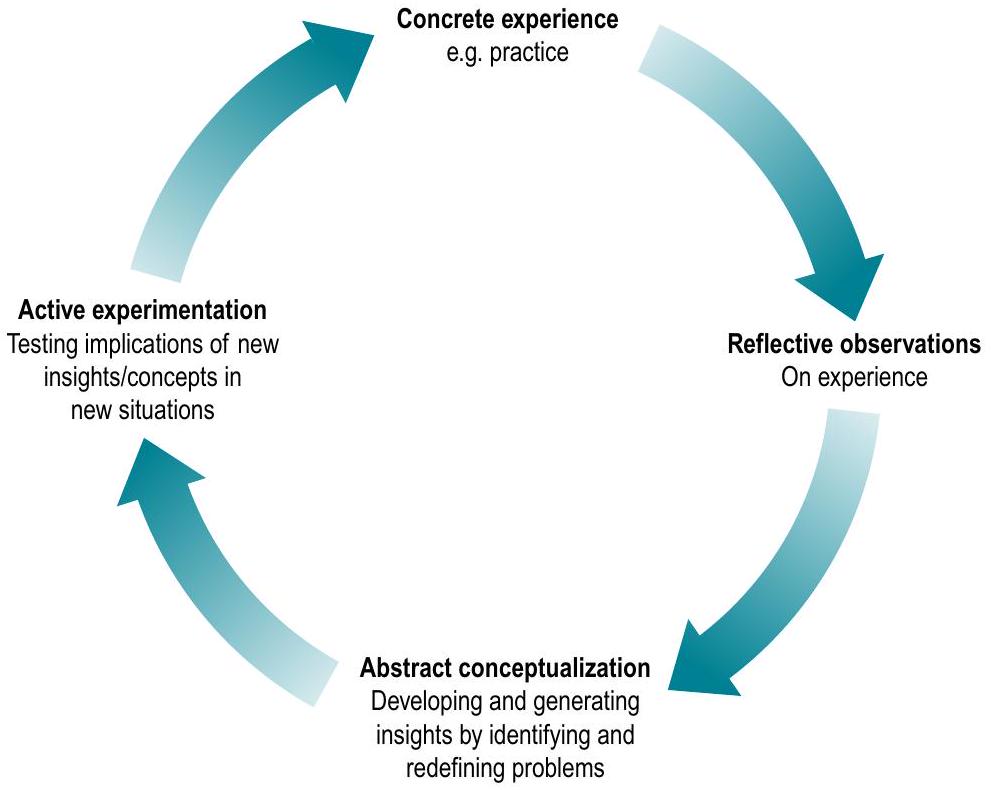 Concrete experience
e.g. practice
Reflective observations
On experience
Abstract conceptualization
Developing and generating
insights by identifying and
redefining problems
Active experimentation
Testing implications of new
insights/concepts in
new situations